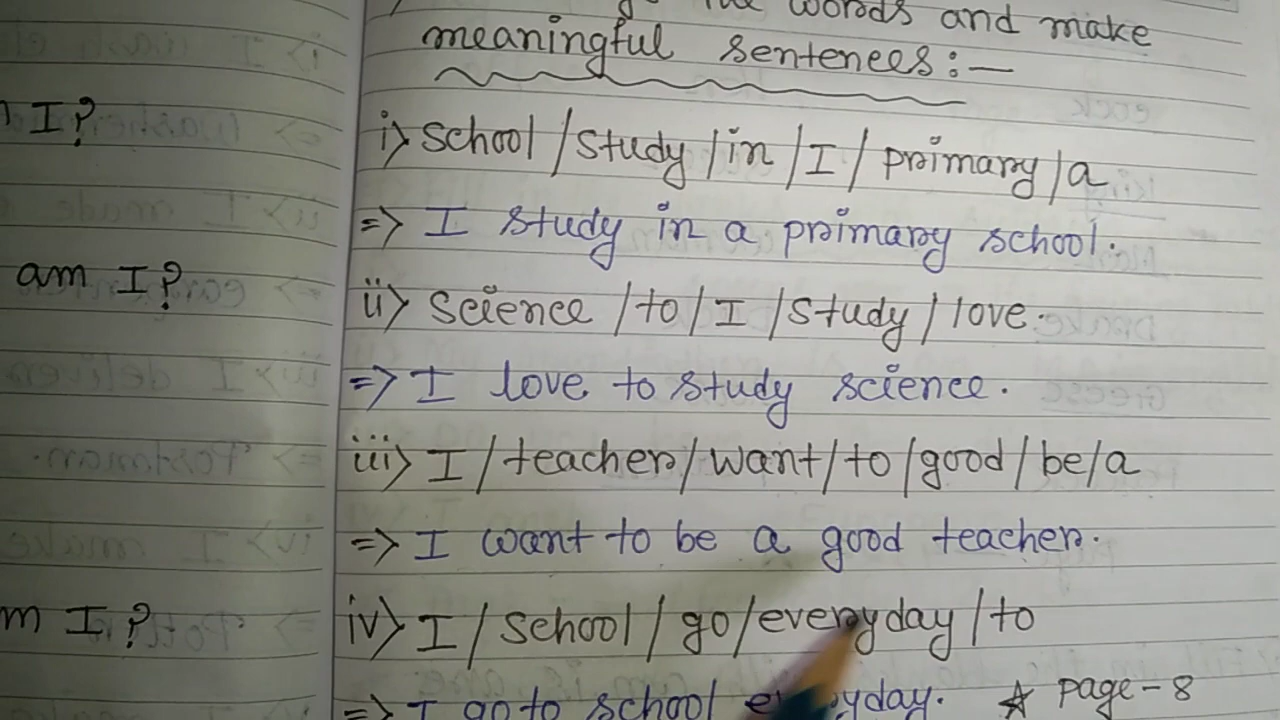 words and make
meaningful sentences:—
i) School / Study / in / I / primary / a
=> I study in a primary school.
ii) Science / to / I / Study / love.
=> I love to study science.
iii) I / teacher / want / to / good / be / a
=> I want to be a good teacher.
iv) I / School / go / everyday / to
=> I go to school everyday. ☆ page-8
I?
am I?
m I?